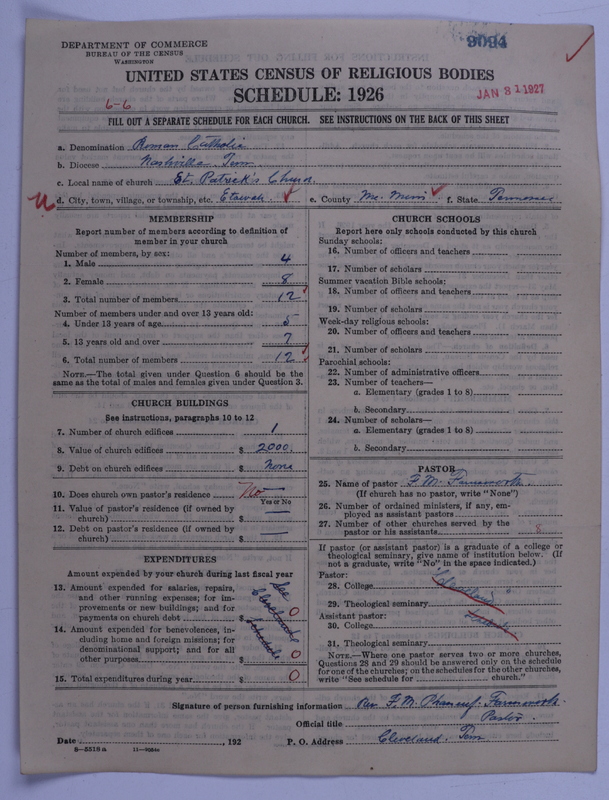 9094
DEPARTMENT OF COMMERCE
BUREAU OF THE CENSUS
WASHINGTON
UNITED STATES CENSUS OF RELIGIOUS BODIES
SCHEDULE: 1926
JAN 31 1927
6-6
FILL OUT A SEPARATE SCHEDULE FOR EACH CHURCH. SEE INSTRUCTIONS ON THE BACK OF THIS SHEET
a. Denomination Roman Catholic
b. Diocese Nashville Tenn
c. Local name of church St. Patrick's Church
d. City, town, village, or township, etc. Etowah e. County Mc. Minn f. State Tennessee
MEMBERSHIP
Report number of members according to definition of member in your church
Number of members, by sex:
1. Male 4
2. Female 8
3. Total number of members 12
Number of members under and over 13 years old:
4. Under 13 years of age 5
5. 13 years old and over 7
6. Total number of members 12
NOTE.—The total given under Question 6 should be the
same as the total of males and females given under Question 3.
CHURCH BUILDINGS
See instructions, paragraphs 10 to 12
7. Number of church edifices 1
8. Value of church edifices $ 2000.
9. Debt on church edifices $ None
10. Does church own pastor's residence No
Yes or No
11. Value of pastor's residence (if owned by
church) $ —
12. Debt on pastor's residence (if owned by
church) $ —
EXPENDITURES
Amount expended by your church during last fiscal year
13. Amount expended for salaries, repairs,
and other running expenses; for im-
provements or new buildings; and for
payments on church debt $ 0
14. Amount expended for benevolences, in-
cluding home and foreign missions; for
denominational support; and for all
other purposes $ 0
See
Schedule
15. Total expenditures during year $ 0
CHURCH SCHOOLS
Report here only schools conducted by this church
Sunday schools:
16. Number of officers and teachers
17. Number of scholars
Summer vacation Bible schools:
18. Number of officers and teachers
19. Number of scholars
Week-day religious schools:
20. Number of officers and teachers
21. Number of scholars
Parochial schools:
22. Number of administrative officers
23. Number of teachers—
a. Elementary (grades 1 to 8)
b. Secondary
24. Number of scholars—
a. Elementary (grades 1 to 8)
b. Secondary
PASTOR
25. Name of pastor F. M.
(If church has no pastor, write "None")
26. Number of ordained ministers, if any, em-
ployed as assistant pastors
27. Number of other churches served by the
pastor or his assistants 8
If pastor (or assistant pastor) is a graduate of a college or
theological seminary, give name of institution below. (If
not a graduate, write "No" in the space indicated.)
Pastor:
28. College "Cleveland"
29. Theological seminary
Assistant pastor:
30. College
31. Theological seminary
NOTE.—Where one pastor serves two or more churches,
Questions 28 and 29 should be answered only on the schedule
for one of the churches; on the schedules for the other churches,
write "See schedule for church."
Signature of person furnishing information Rev. F. M.
Official title Pastor.
Date , 192 P. O. Address Cleveland, Tenn
8—5518 a